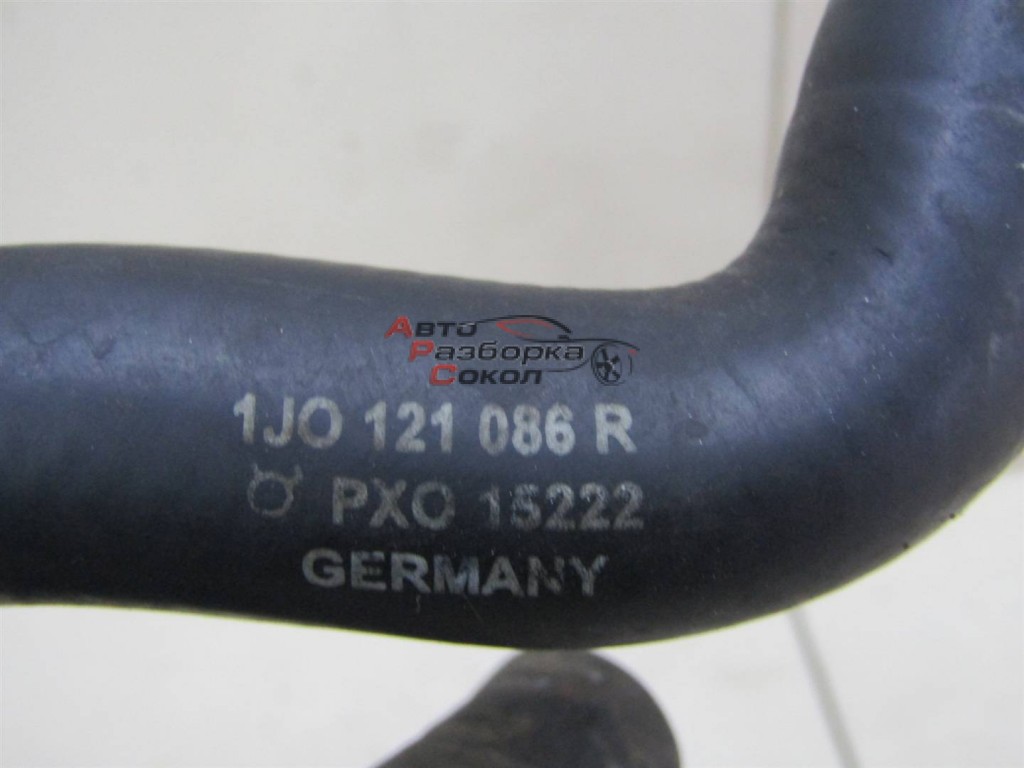 Авто
Разборка
Сокол
1JO 121 086 R
PXO 15222
GERMANY